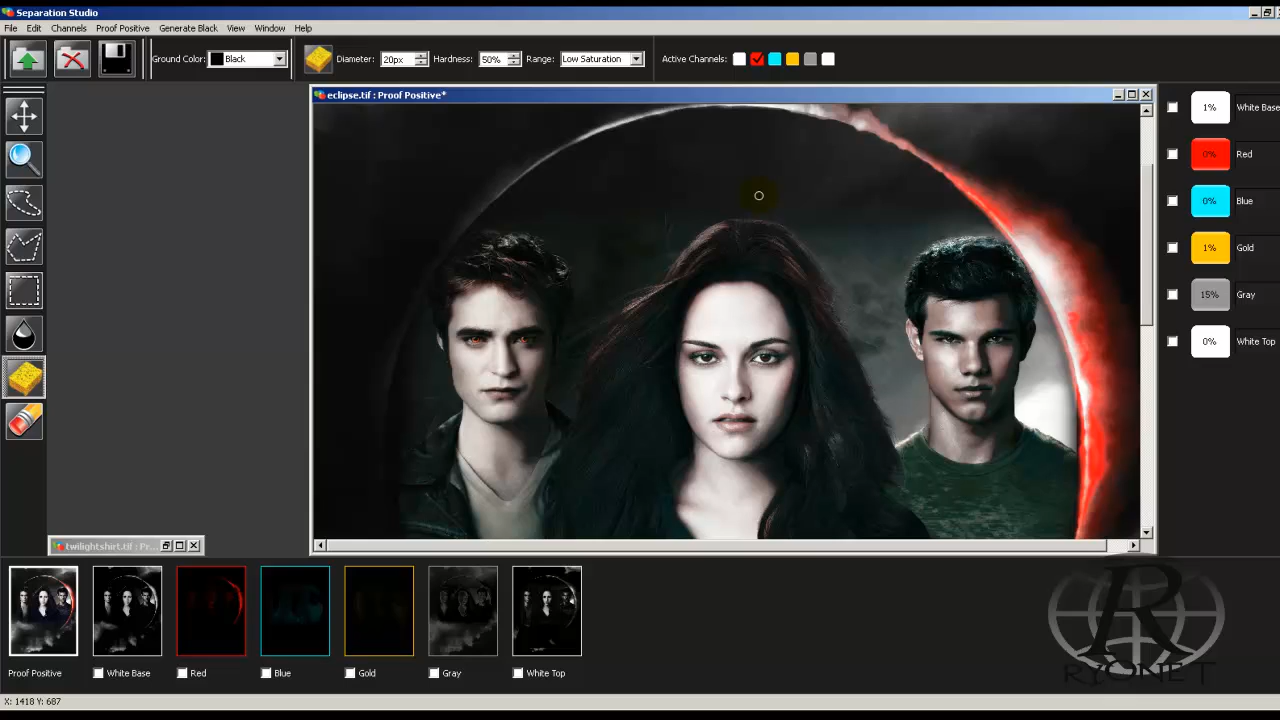 Separation Studio
File Edit Channels Proof Positive Generate Black View Window Help
Ground Color: Black Diameter: 20px Hardness: 50% Range: Low Saturation Active Channels:
eclipse.tif : Proof Positive*
1% White Base
0% Red
0% Blue
1% Gold
15% Gray
0% White Top
twilightshirt.tif : Pr...
Proof Positive White Base Red Blue Gold Gray White Top
R
RYONET
X: 1418 Y: 687